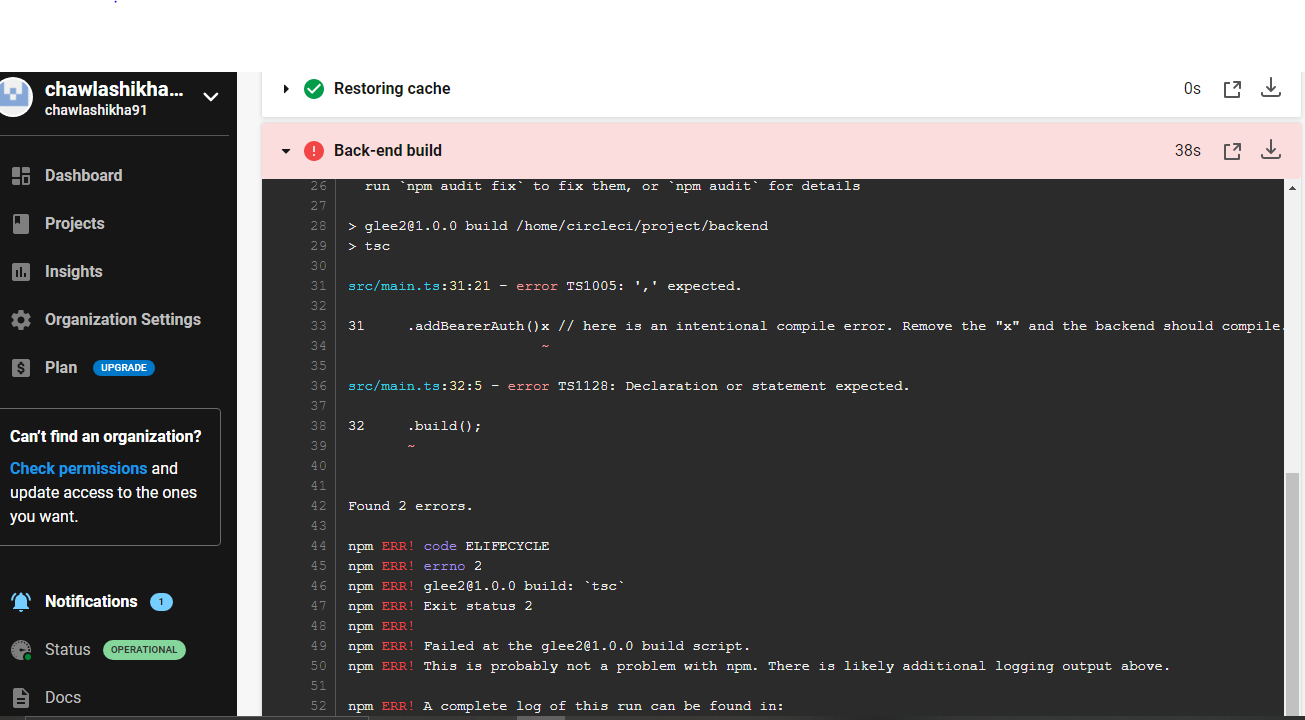 chawlashikha...
chawlashikha91
Dashboard
Projects
Insights
Organization Settings
Plan UPGRADE
Can't find an organization?
Check permissions and
update access to the ones
you want.
Notifications 1
Status OPERATIONAL
Docs
Restoring cache 0s
Back-end build 38s
26 run `npm audit fix` to fix them, or `npm audit` for details
27
28 > glee2@1.0.0 build /home/circleci/project/backend
29 > tsc
30
31 src/main.ts:31:21 - error TS1005: ',' expected.
32
33 31 .addBearerAuth()x // here is an intentional compile error. Remove the "x" and the backend should compile.
34 ~
35
36 src/main.ts:32:5 - error TS1128: Declaration or statement expected.
37
38 32 .build();
39 ~
40
41
42 Found 2 errors.
43
44 npm ERR! code ELIFECYCLE
45 npm ERR! errno 2
46 npm ERR! glee2@1.0.0 build: `tsc`
47 npm ERR! Exit status 2
48 npm ERR!
49 npm ERR! Failed at the glee2@1.0.0 build script.
50 npm ERR! This is probably not a problem with npm. There is likely additional logging output above.
51
52 npm ERR! A complete log of this run can be found in: